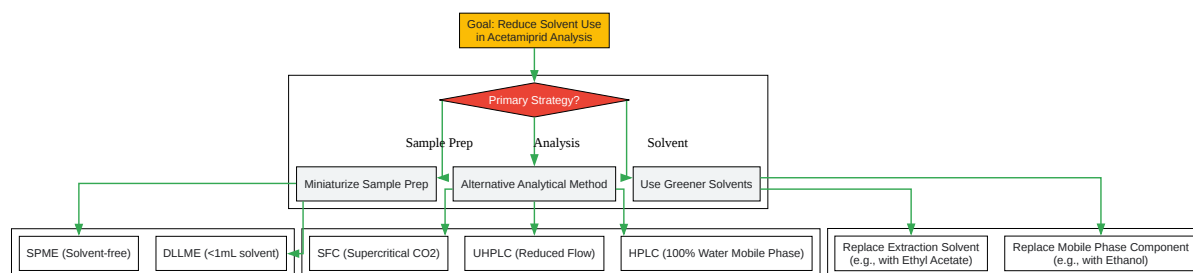 Goal: Reduce Solvent Use
in Acetamiprid Analysis
Primary Strategy?
Sample Prep
Analysis
Solvent
Miniaturize Sample Prep
Alternative Analytical Method
Use Greener Solvents
SPME (Solvent-free)
DLLME (<1mL solvent)
SFC (Supercritical CO2)
UHPLC (Reduced Flow)
HPLC (100% Water Mobile Phase)
Replace Extraction Solvent
(e.g., with Ethyl Acetate)
Replace Mobile Phase Component
(e.g., with Ethanol)